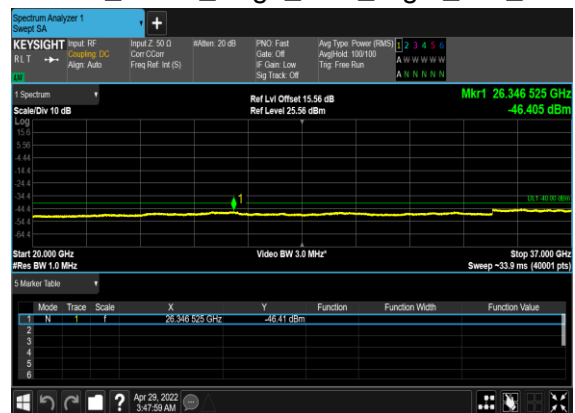 Spectrum Analyzer 1
Swept SA
+
KEYSIGHT
RLT
LM
Input: RF
Coupling: DC
Align: Auto
Input Z: 50 Ω
Corr CCorr
Freq Ref: Int (S)
#Atten: 20 dB
PNO: Fast
Gate: Off
IF Gain: Low
Sig Track: Off
Avg Type: Power (RMS)
Avg|Hold: 100/100
Trig: Free Run
1 2 3 4 5 6
A W W W W W
A N N N N N
1 Spectrum
Scale/Div 10 dB
Log
Ref Lvl Offset 15.56 dB
Ref Level 25.56 dBm
Mkr1 26.346 525 GHz
-46.405 dBm
15.6
5.56
-4.44
-14.4
-24.4
-34.4
-44.4
-54.4
-64.4
1
DL1 -40.00 dBm
Start 20.000 GHz
#Res BW 1.0 MHz
Video BW 3.0 MHz*
Stop 37.000 GHz
Sweep ~33.9 ms (40001 pts)
5 Marker Table
Mode Trace Scale X Y Function Function Width Function Value
1 N 1 f 26.346 525 GHz -46.41 dBm
2
3
4
5
6
?
Apr 29, 2022
3:47:59 AM